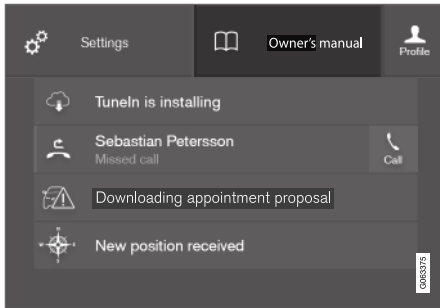 Settings
Owner's manual
Profile
TuneIn is installing
Sebastian Petersson
Missed call
Call
Downloading appointment proposal
New position received
G063375